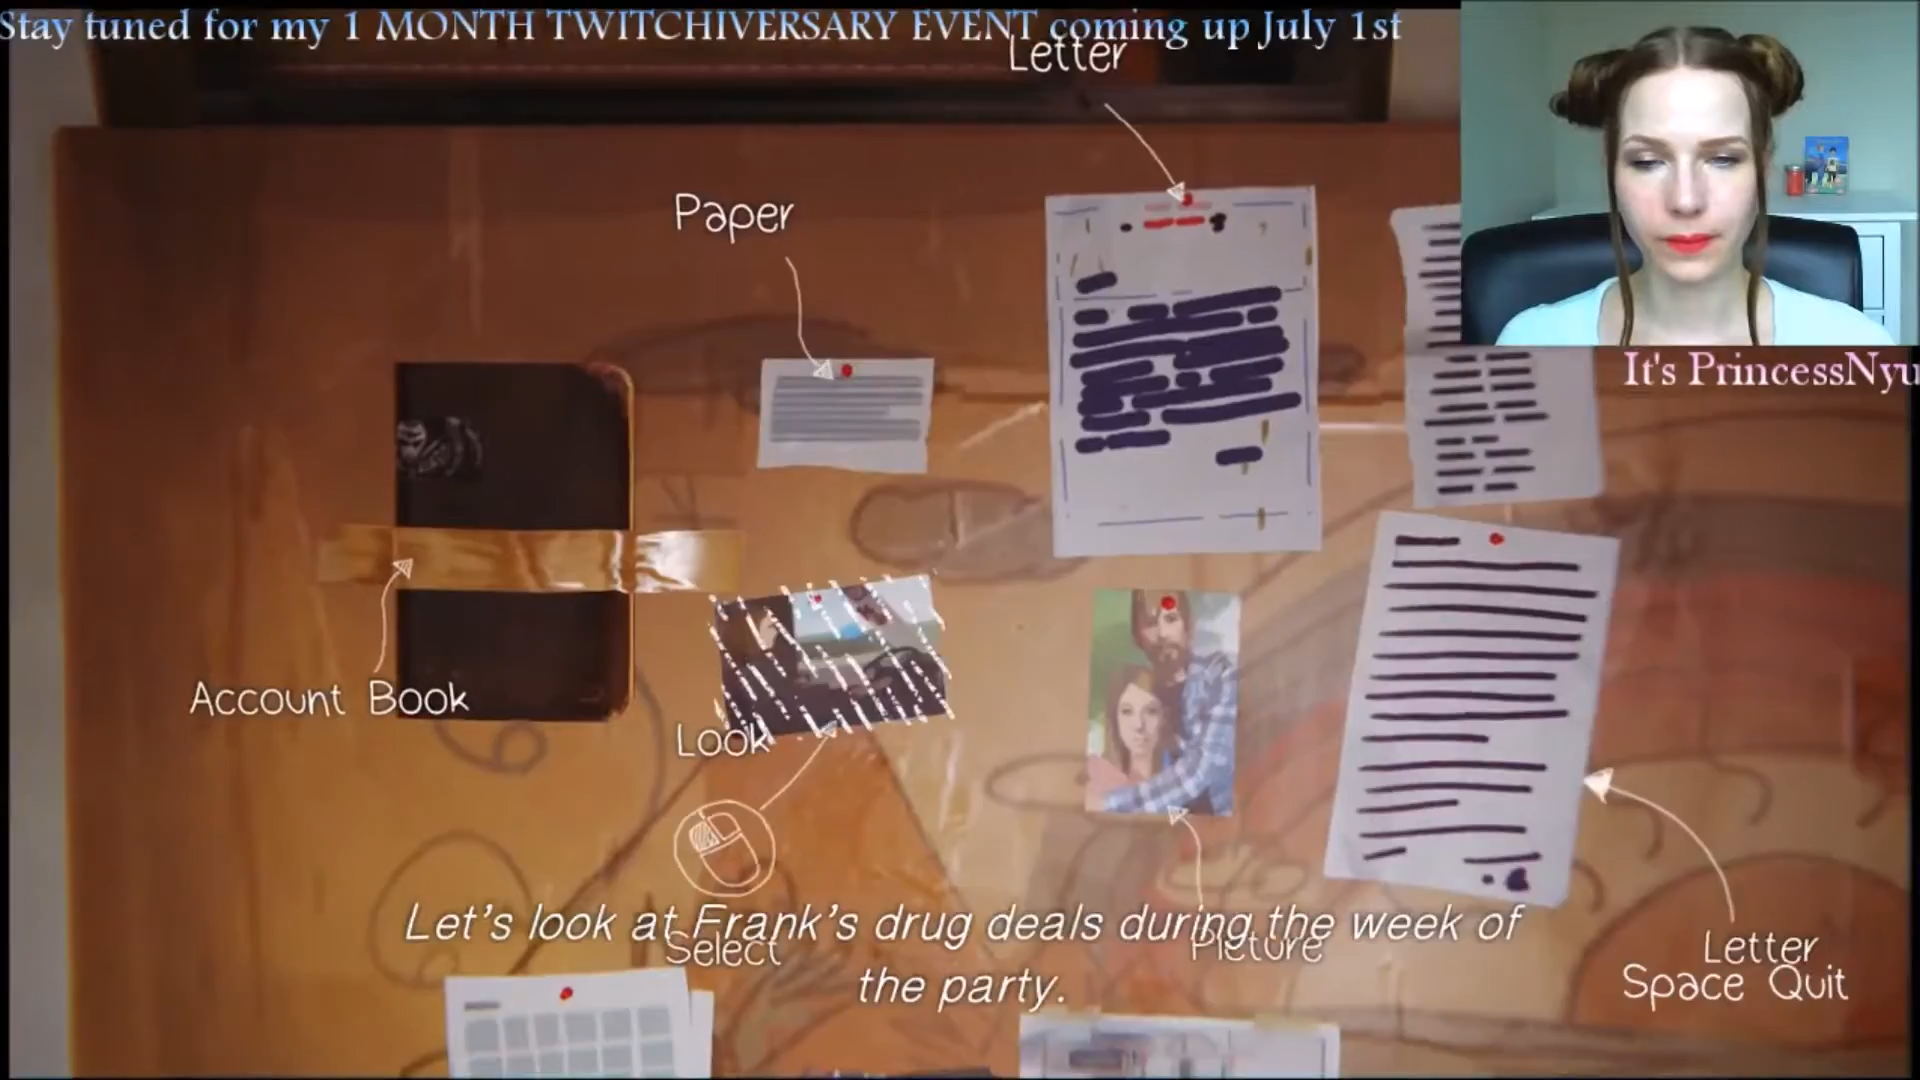 Stay tuned for my 1 MONTH TWITCHIVERSARY EVENT coming up July 1st
Letter
Paper
It's PrincessNyu
Account Book
Look
Let's look at Frank's drug deals during the week of
the party.
Select
Picture
Letter
Space Quit